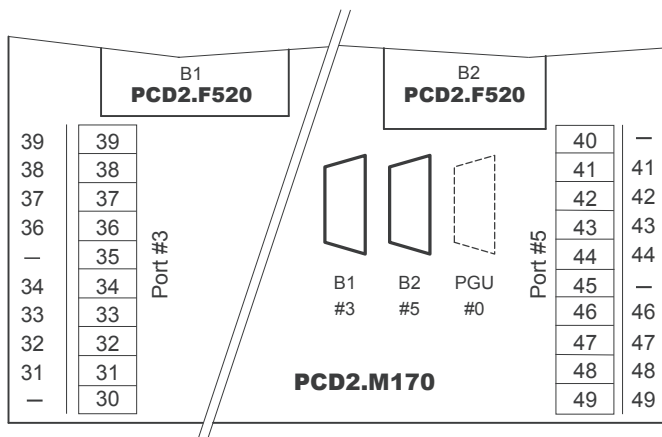 B1
PCD2.F520
B2
PCD2.F520
39 39
38 38
37 37
36 36
— 35
34 34
33 33
32 32
31 31
— 30
Port #3
B1 B2 PGU
#3 #5 #0
PCD2.M170
Port #5
40 —
41 41
42 42
43 43
44 44
45 —
46 46
47 47
48 48
49 49